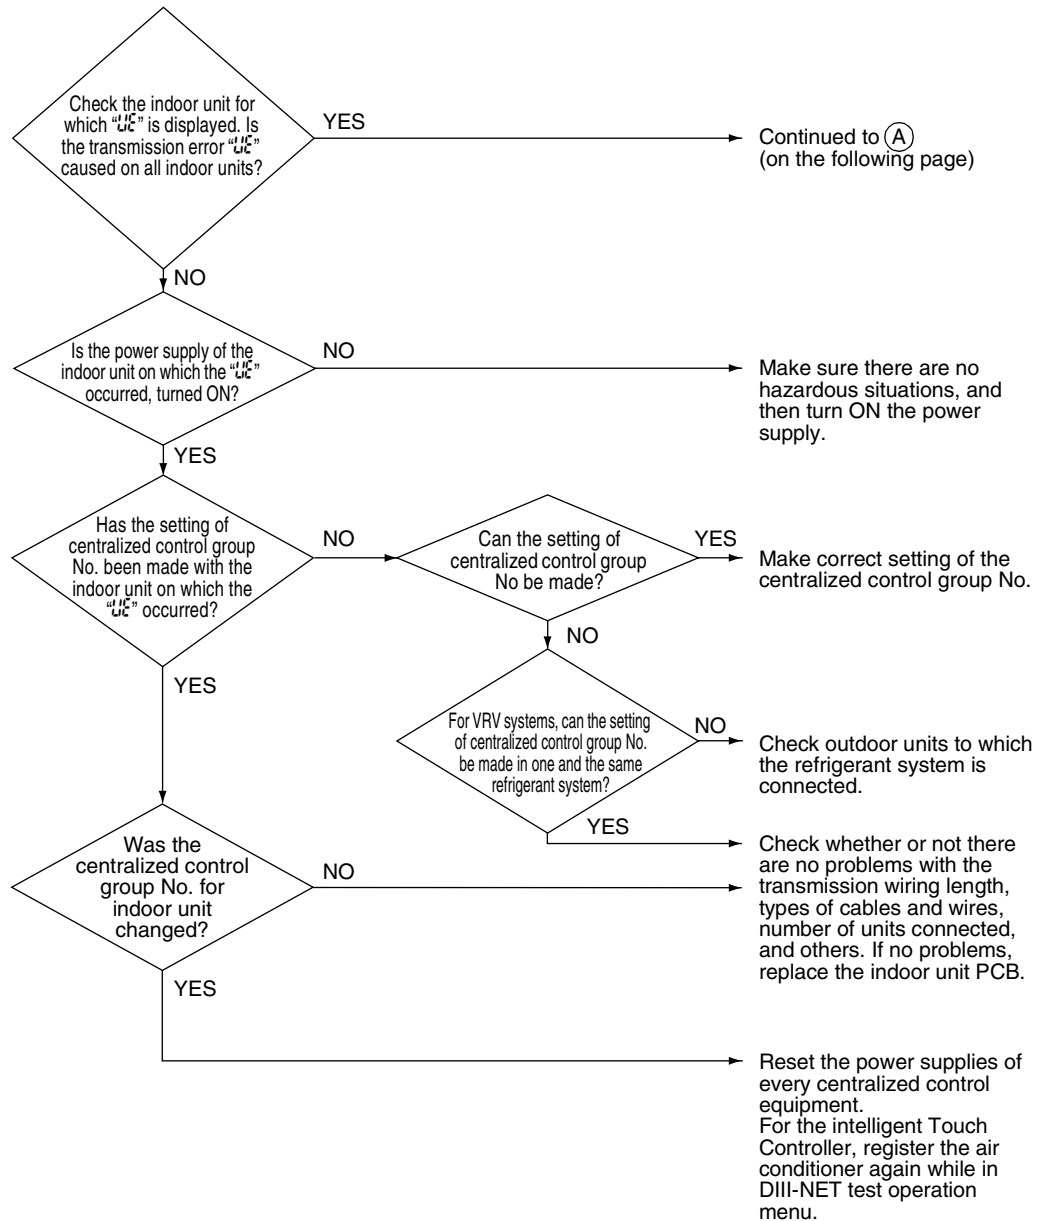 Check the indoor unit for
which “UE” is displayed. Is
the transmission error “UE”
caused on all indoor units?
YES
Continued to A
(on the following page)
NO
Is the power supply of the
indoor unit on which the “UE”
occurred, turned ON?
NO
Make sure there are no
hazardous situations, and
then turn ON the power
supply.
YES
Has the setting of
centralized control group
No. been made with the
indoor unit on which the
“UE” occurred?
NO
Can the setting of
centralized control group
No be made?
YES
Make correct setting of the
centralized control group No.
NO
YES
For VRV systems, can the setting
of centralized control group No.
be made in one and the same
refrigerant system?
NO
Check outdoor units to which
the refrigerant system is
connected.
YES
Was the
centralized control
group No. for
indoor unit
changed?
NO
Check whether or not there
are no problems with the
transmission wiring length,
types of cables and wires,
number of units connected,
and others. If no problems,
replace the indoor unit PCB.
YES
Reset the power supplies of
every centralized control
equipment.
For the intelligent Touch
Controller, register the air
conditioner again while in
DIII-NET test operation
menu.